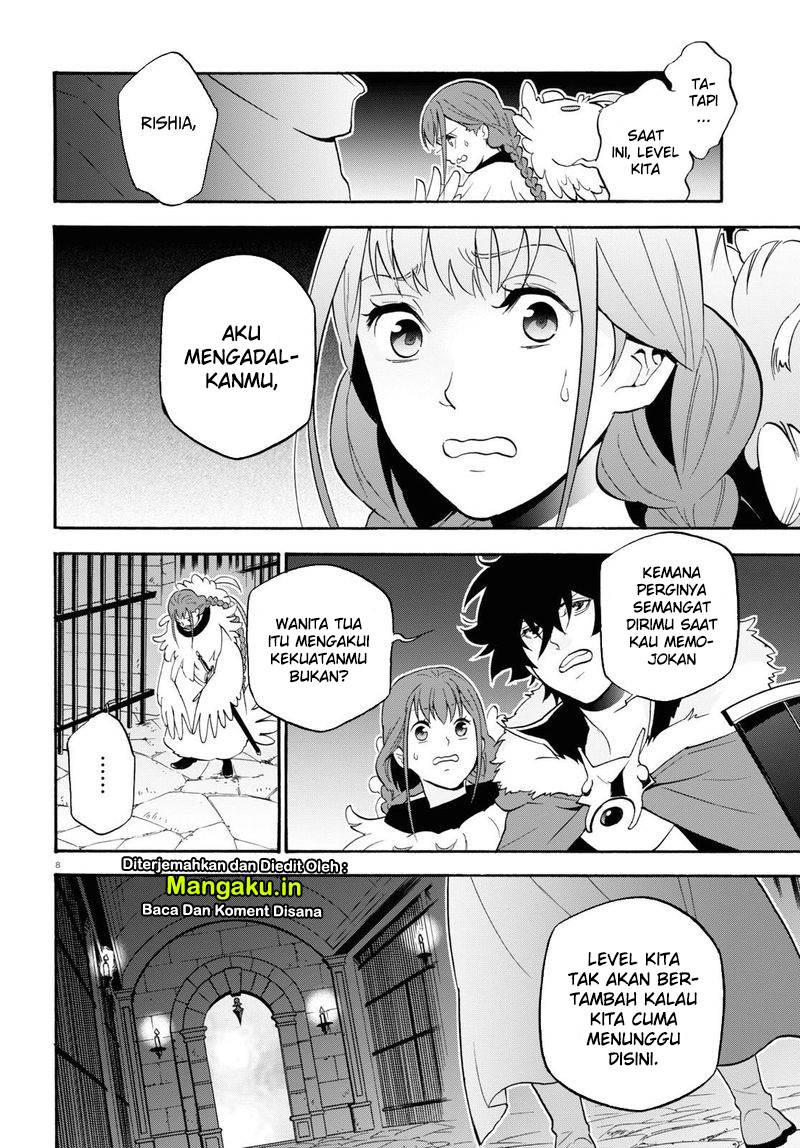 TA-
TAPI
...
SAAT
INI, LEVEL
KITA
RISHIA,
AKU
MENGADAL-
KANMU,
KEMANA
PERGINYA
SEMANGAT
DIRIMU SAAT
KAU MEMO-
JOKAN
WANITA TUA
ITU MENGAKUI
KEKUATANMU
BUKAN?
......
8
Diterjemahkan dan Diedit Oleh :
Mangaku.in
Baca Dan Koment Disana
LEVEL KITA
TAK AKAN BER-
TAMBAH KALAU
KITA CUMA
MENUNGGU
DISINI.